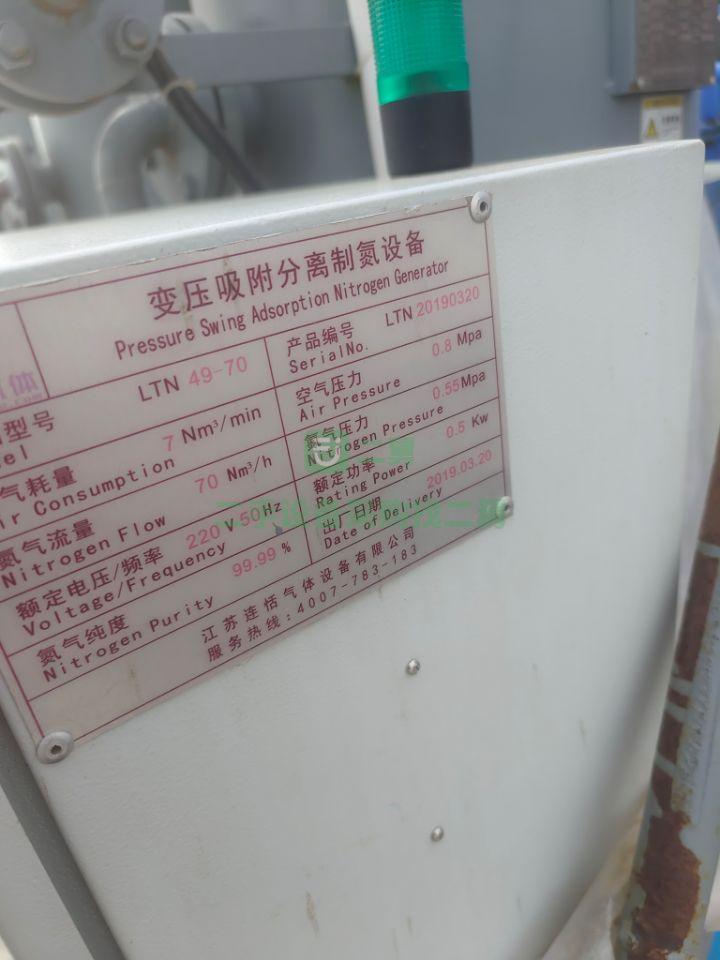 变压吸附分离制氮设备
Pressure Swing Adsorption Nitrogen Generator
体
型号 LTN 49-70
产品编号 LTN 20190320
SerialNo.
气耗量 7 Nm³/min
ir Consumption
空气压力 0.8 Mpa
Air Pressure
氮气流量 70 Nm³/h
Nitrogen Flow
氮气压力 0.55Mpa
Nitrogen Pressure
额定电压/频率 220 V 50Hz
Voltage/Frequency
额定功率 0.5 Kw
Rating Power
氮气纯度 99.99 %
Nitrogen Purity
出厂日期 2019.03.20
Date of Delivery
江苏连恬气体设备有限公司
服务热线:4007-783-183